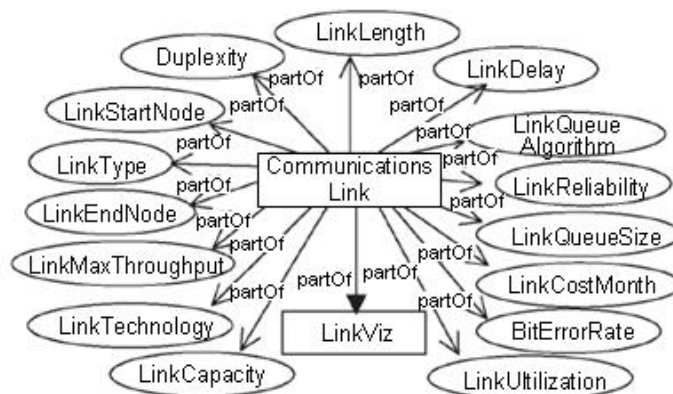 LinkLength
Duplexity
partOf
partOf
LinkDelay
LinkStartNode
partOf
partOf
partOf
LinkQueue
Algorithm
partOf
LinkType
Communications
Link
partOf
LinkReliability
partOf
LinkEndNode
partOf
partOf
LinkQueueSize
LinkMaxThroughput
partOf
partOf
partOf
partOf
partOf
LinkCostMonth
partOf
partOf
LinkTechnology
LinkViz
BitErrorRate
LinkCapacity
LinkUltilization